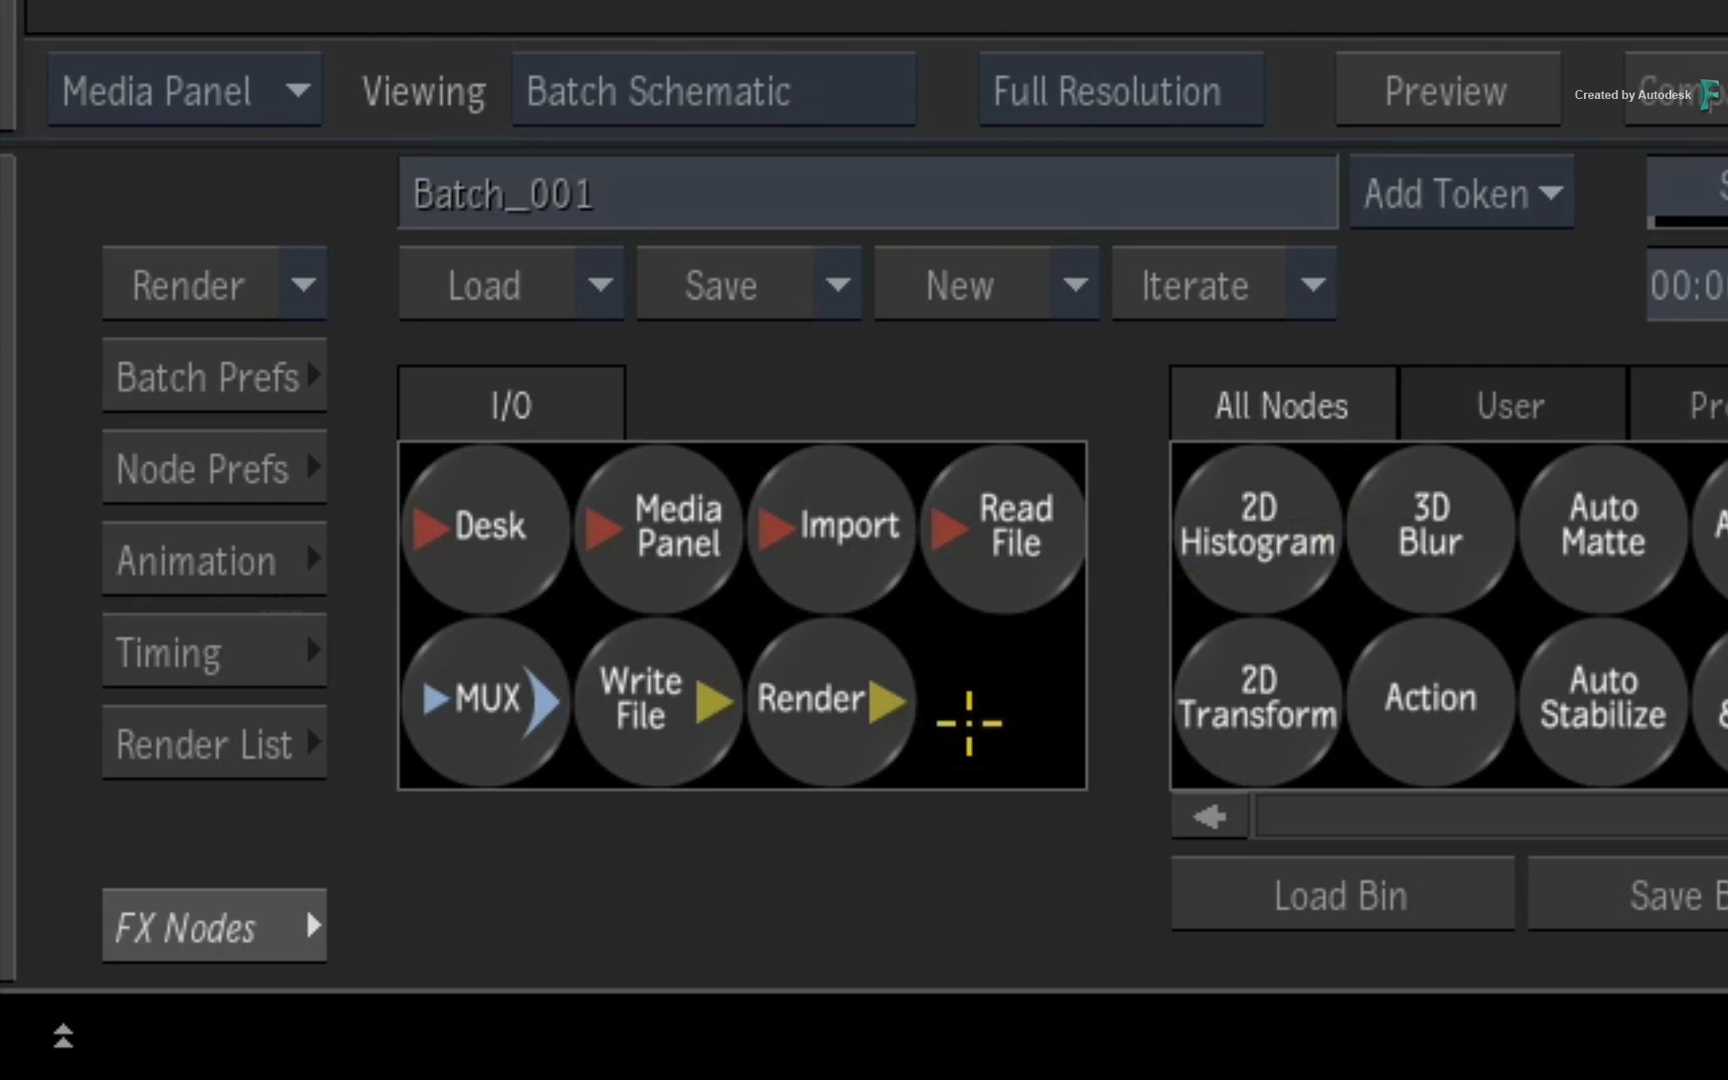 Media Panel Viewing Batch Schematic Full Resolution Preview
Created by Autodesk
Batch_001 Add Token
Render Load Save New Iterate
Batch Prefs
I/O All Nodes User
Node Prefs
Desk Media Panel Import Read File 2D Histogram 3D Blur Auto Matte
Animation
Timing
MUX Write File Render 2D Transform Action Auto Stabilize
Render List
Load Bin Save
FX Nodes